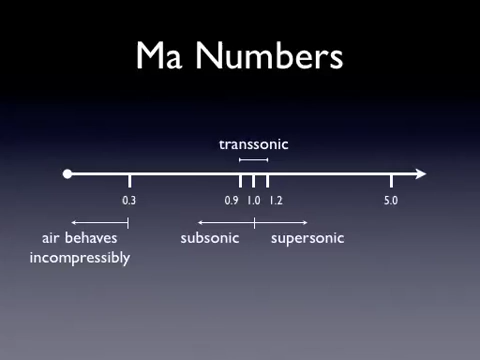 Ma Numbers
transsonic
0.3 0.9 1.0 1.2 5.0
air behaves subsonic supersonic
incompressibly